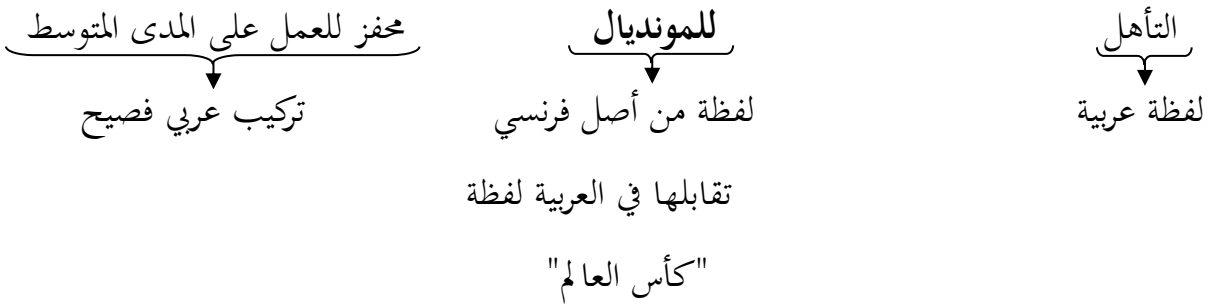 التأهل للمونديال محفز للعمل على المدى المتوسط
لفظة عربية لفظة من أصل فرنسي تركيب عربي فصيح
تقابلها في العربية لفظة
"كأس العالم"